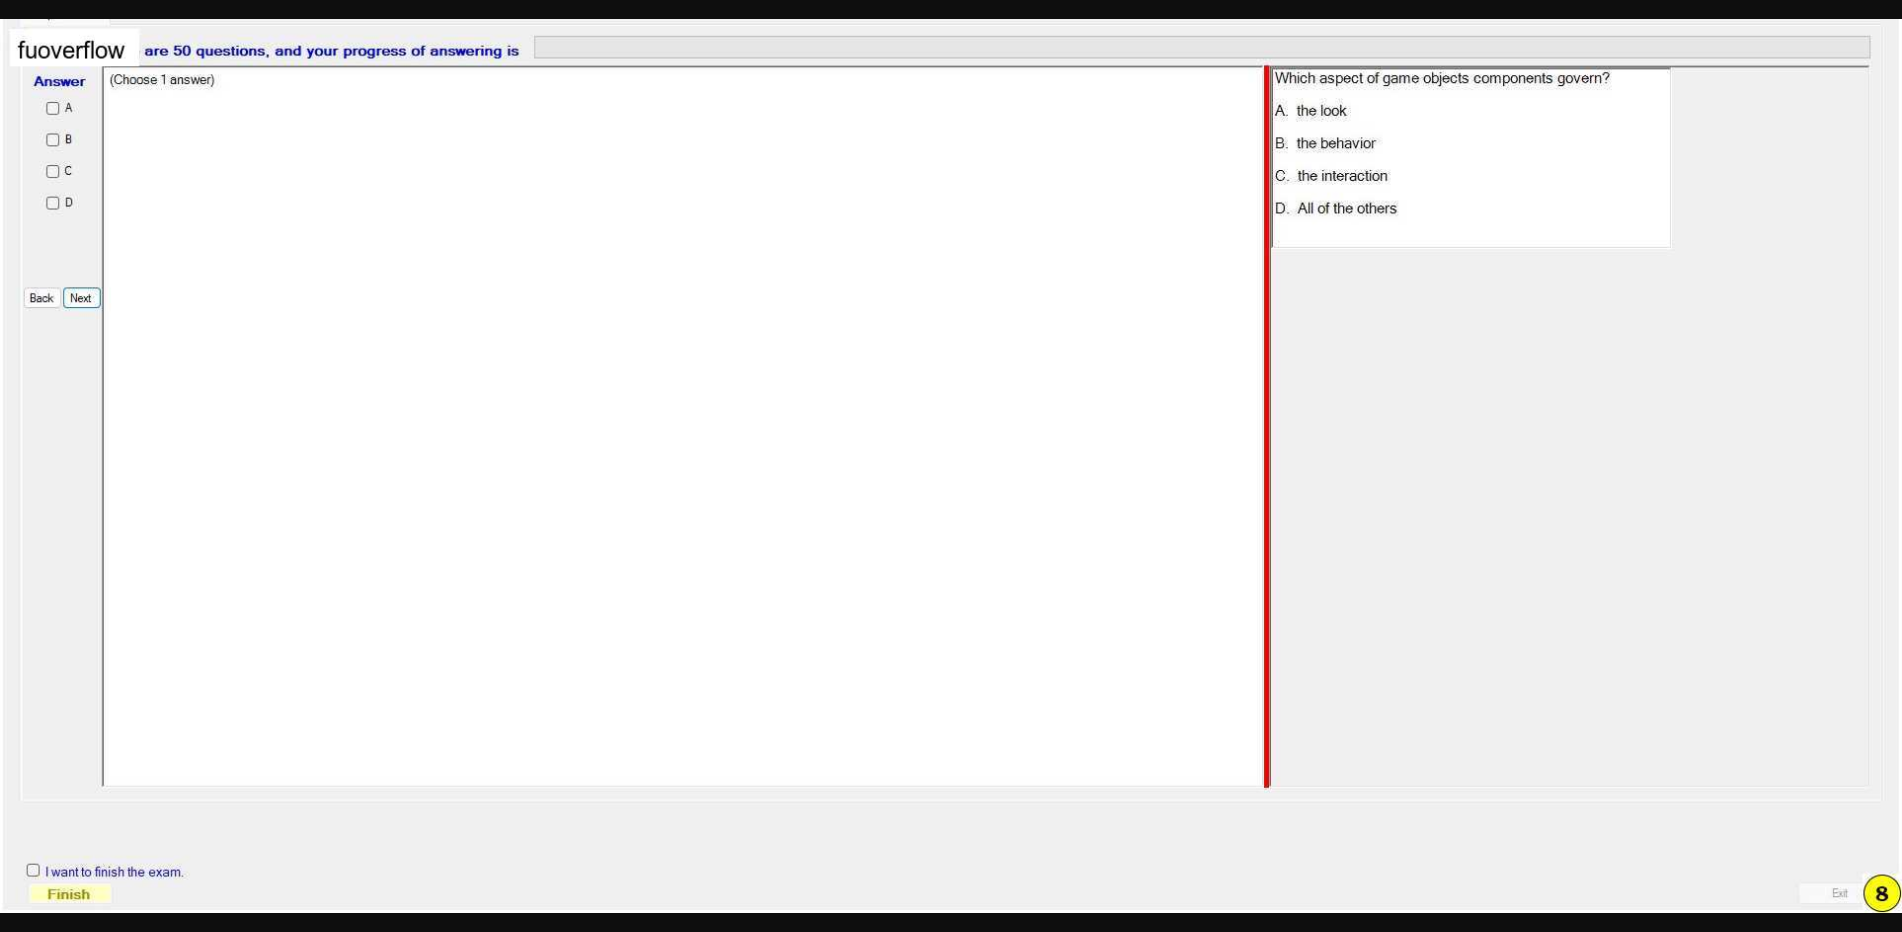 fuoverflow are 50 questions, and your progress of answering is
Answer
(Choose 1 answer)
A
B
C
D
Back Next
Which aspect of game objects components govern?
A. the look
B. the behavior
C. the interaction
D. All of the others
I want to finish the exam.
Finish
Exit
8